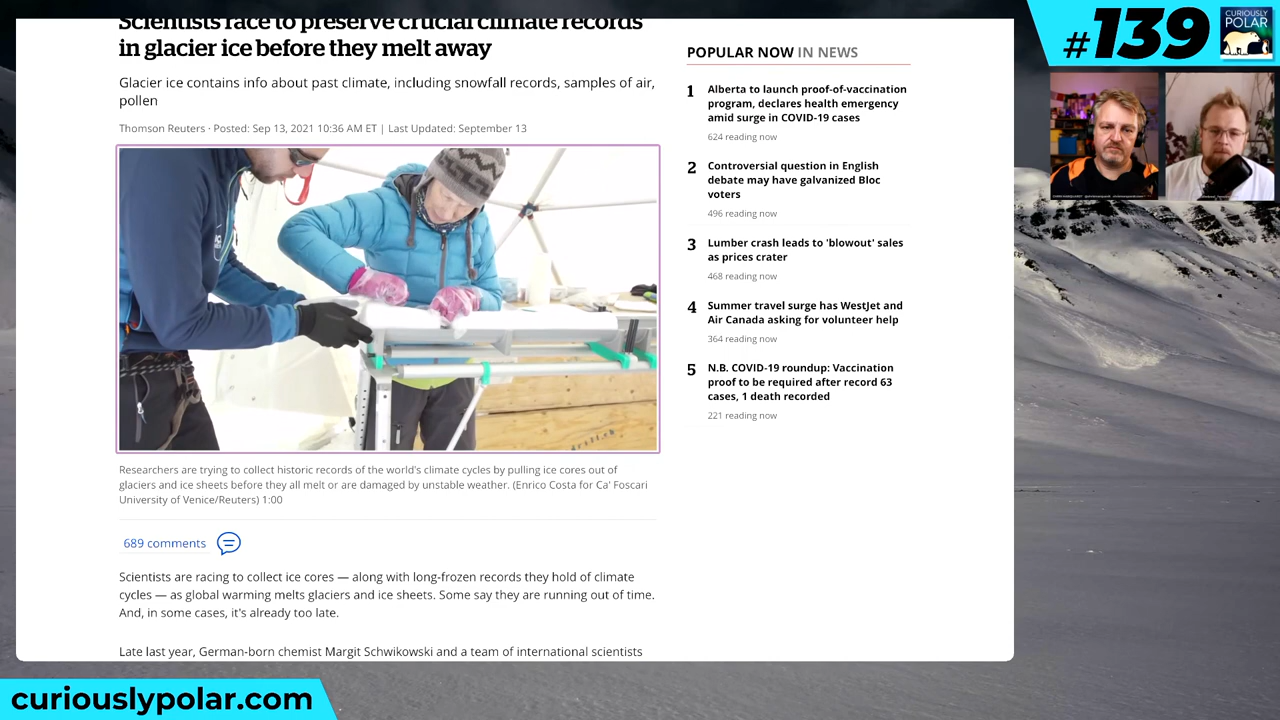 Scientists race to preserve crucial climate records
in glacier ice before they melt away
Glacier ice contains info about past climate, including snowfall records, samples of air,
pollen
Thomson Reuters · Posted: Sep 13, 2021 10:36 AM ET | Last Updated: September 13
Researchers are trying to collect historic records of the world's climate cycles by pulling ice cores out of
glaciers and ice sheets before they all melt or are damaged by unstable weather. (Enrico Costa for Ca' Foscari
University of Venice/Reuters) 1:00
689 comments
Scientists are racing to collect ice cores — along with long-frozen records they hold of climate
cycles — as global warming melts glaciers and ice sheets. Some say they are running out of time.
And, in some cases, it's already too late.
Late last year, German-born chemist Margit Schwikowski and a team of international scientists
POPULAR NOW IN NEWS
1 Alberta to launch proof-of-vaccination
program, declares health emergency
amid surge in COVID-19 cases
624 reading now
2 Controversial question in English
debate may have galvanized Bloc
voters
496 reading now
3 Lumber crash leads to 'blowout' sales
as prices crater
468 reading now
4 Summer travel surge has WestJet and
Air Canada asking for volunteer help
364 reading now
5 N.B. COVID-19 roundup: Vaccination
proof to be required after record 63
cases, 1 death recorded
221 reading now
#139
CURIOUSLY
POLAR
curiouslypolar.com